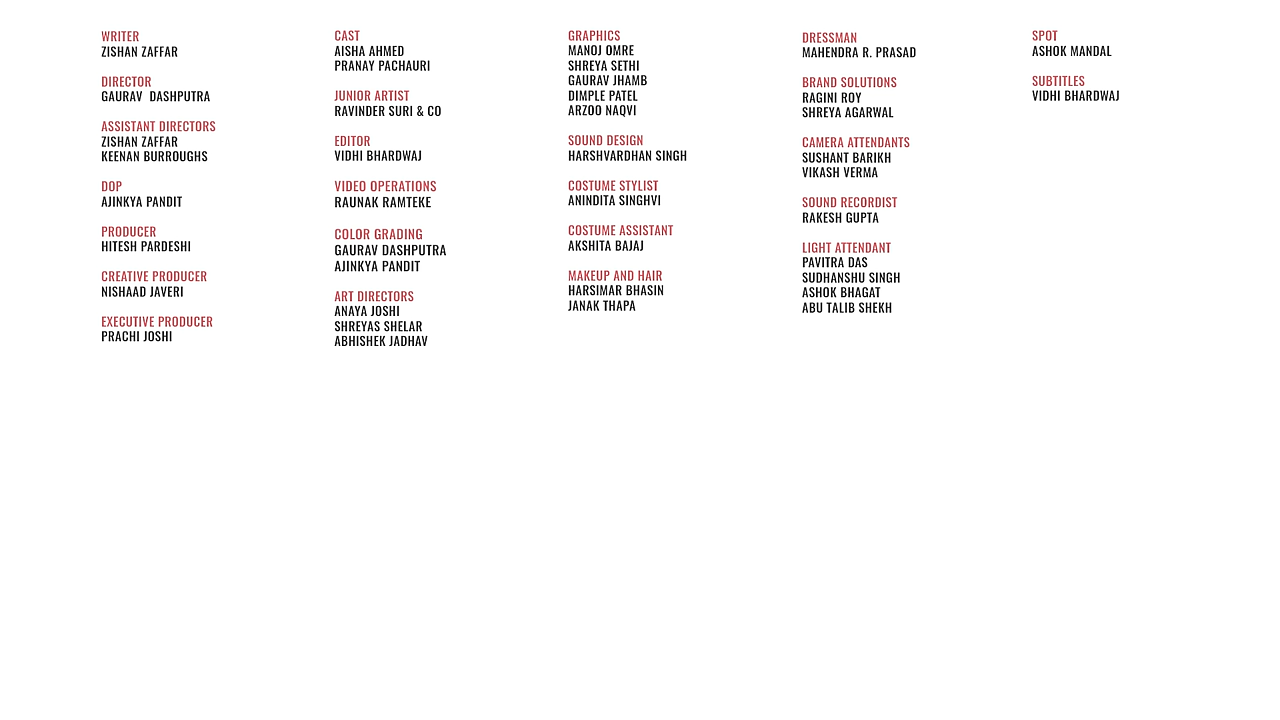 WRITER
ZISHAN ZAFFAR
DIRECTOR
GAURAV  DASHPUTRA
ASSISTANT DIRECTORS
ZISHAN ZAFFAR
KEENAN BURROUGHS
DOP
AJINKYA PANDIT
PRODUCER
HITESH PARDESHI
CREATIVE PRODUCER
NISHAAD JAVERI
EXECUTIVE PRODUCER
PRACHI JOSHI
CAST
AISHA AHMED
PRANAY PACHAURI
JUNIOR ARTIST
RAVINDER SURI & CO
EDITOR
VIDHI BHARDWAJ
VIDEO OPERATIONS
RAUNAK RAMTEKE
COLOR GRADING
GAURAV DASHPUTRA
AJINKYA PANDIT
ART DIRECTORS
ANAYA JOSHI
SHREYAS SHELAR
ABHISHEK JADHAV
GRAPHICS
MANOJ OMRE
SHREYA SETHI
GAURAV JHAMB
DIMPLE PATEL
ARZOO NAQVI
SOUND DESIGN
HARSHVARDHAN SINGH
COSTUME STYLIST
ANINDITA SINGHVI
COSTUME ASSISTANT
AKSHITA BAJAJ
MAKEUP AND HAIR
HARSIMAR BHASIN
JANAK THAPA
DRESSMAN
MAHENDRA R. PRASAD
BRAND SOLUTIONS
RAGINI ROY
SHREYA AGARWAL
CAMERA ATTENDANTS
SUSHANT BARIKH
VIKASH VERMA
SOUND RECORDIST
RAKESH GUPTA
LIGHT ATTENDANT
PAVITRA DAS
SUDHANSHU SINGH
ASHOK BHAGAT
ABU TALIB SHEKH
SPOT
ASHOK MANDAL
SUBTITLES
VIDHI BHARDWAJ